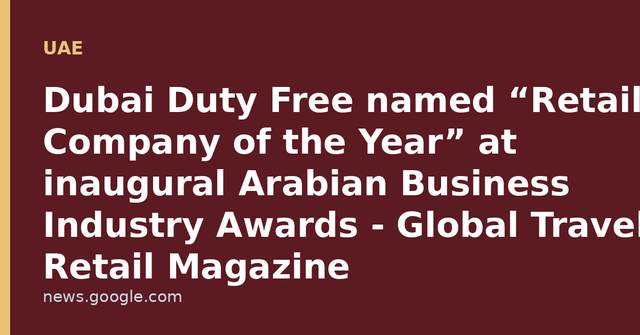 UAE
Dubai Duty Free named “Retail
Company of the Year” at
inaugural Arabian Business
Industry Awards - Global Travel
Retail Magazine
news.google.com